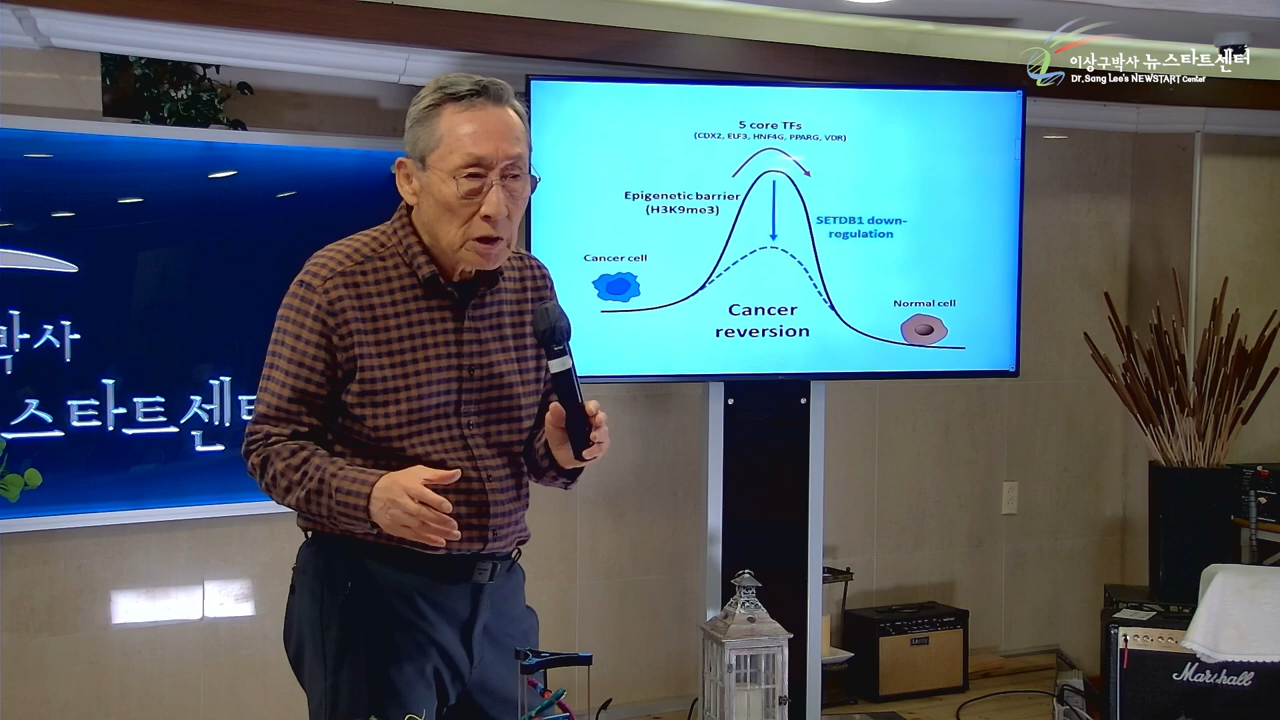 이상구박사 뉴스타트센터
Dr. Sang Lee's NEWSTART Center
5 core TFs
(CDX2, ELF3, HNF4G, PPARG, VDR)
Epigenetic barrier
(H3K9me3)
SETDB1 down-
regulation
Cancer cell
Normal cell
Cancer
reversion
박사
스타트센터
LANEY
Marshall